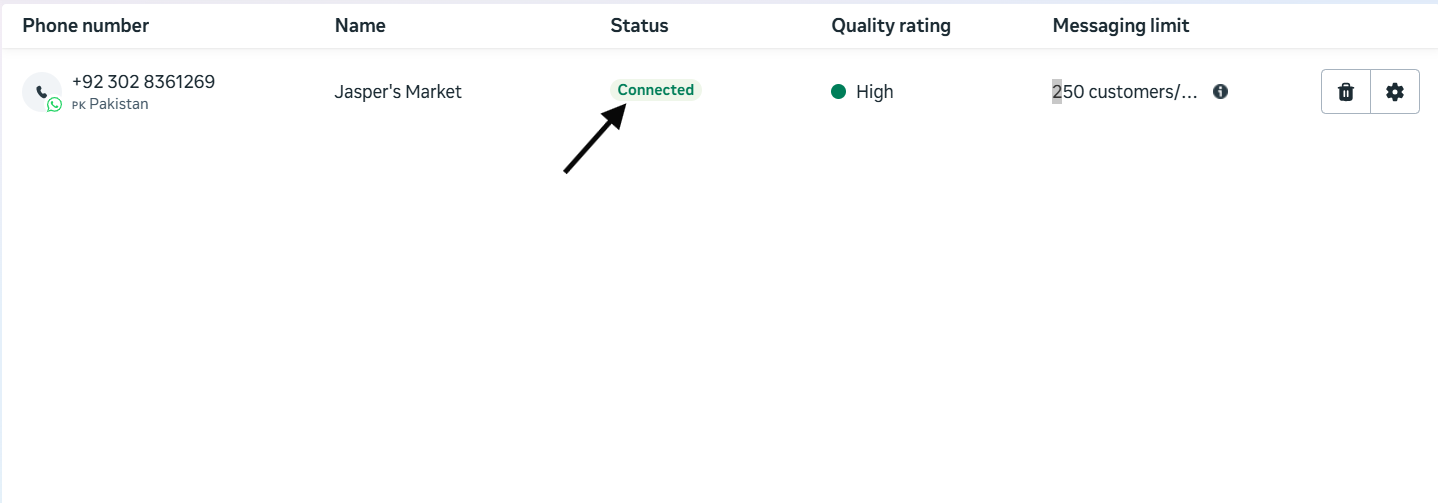 Phone number Name Status Quality rating Messaging limit
+92 302 8361269
PK Pakistan
Jasper's Market
Connected
High
250 customers/...